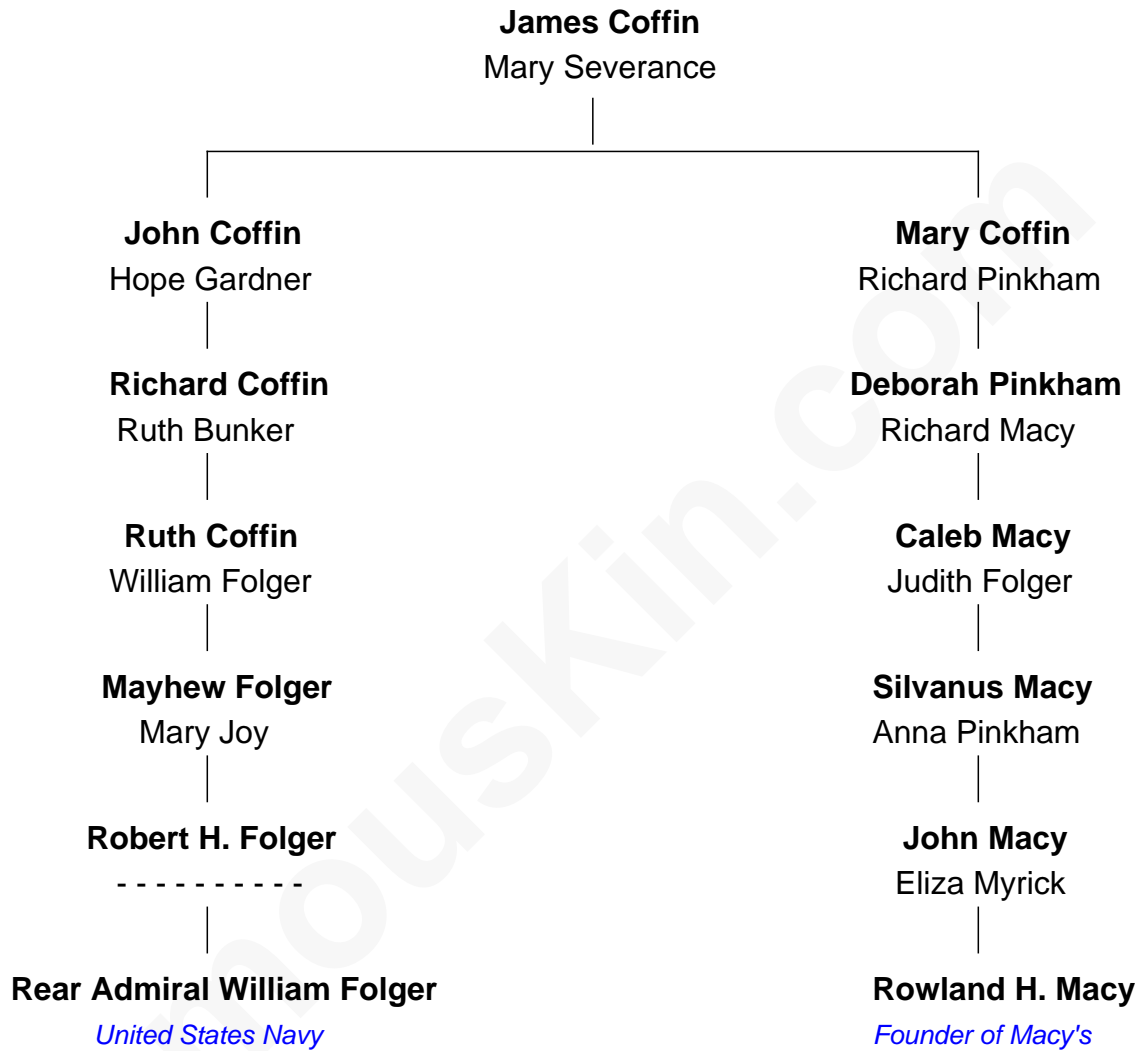 James Coffin
Mary Severance
John Coffin
Hope Gardner
Mary Coffin
Richard Pinkham
Richard Coffin
Ruth Bunker
Deborah Pinkham
Richard Macy
Ruth Coffin
William Folger
Caleb Macy
Judith Folger
Mayhew Folger
Mary Joy
Silvanus Macy
Anna Pinkham
Robert H. Folger
- - - - - - - - - -
John Macy
Eliza Myrick
Rear Admiral William Folger
United States Navy
Rowland H. Macy
Founder of Macy's
mouskin.com